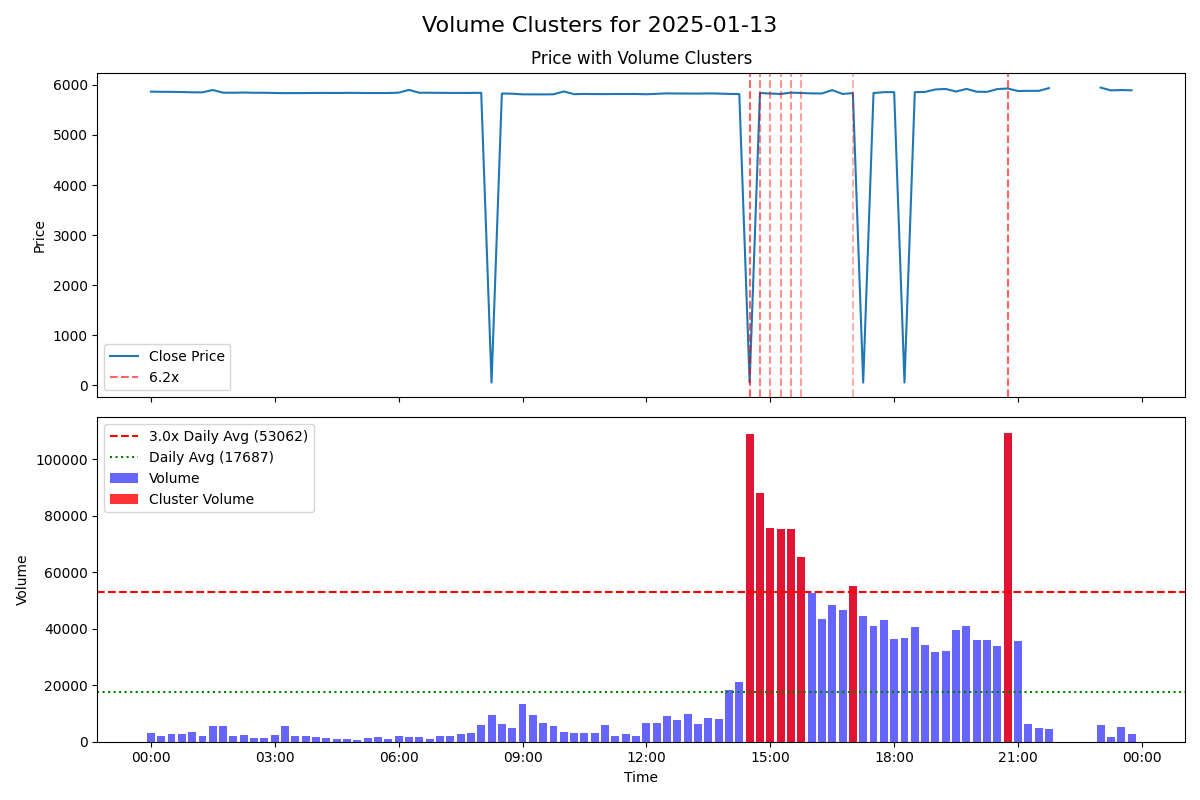 Volume Clusters for 2025-01-13
Price with Volume Clusters
6000
5000
4000
3000
2000
1000
0
Price
Close Price
6.2x
100000
80000
60000
40000
20000
0
Volume
3.0x Daily Avg (53062)
Daily Avg (17687)
Volume
Cluster Volume
00:00 03:00 06:00 09:00 12:00 15:00 18:00 21:00 00:00
Time